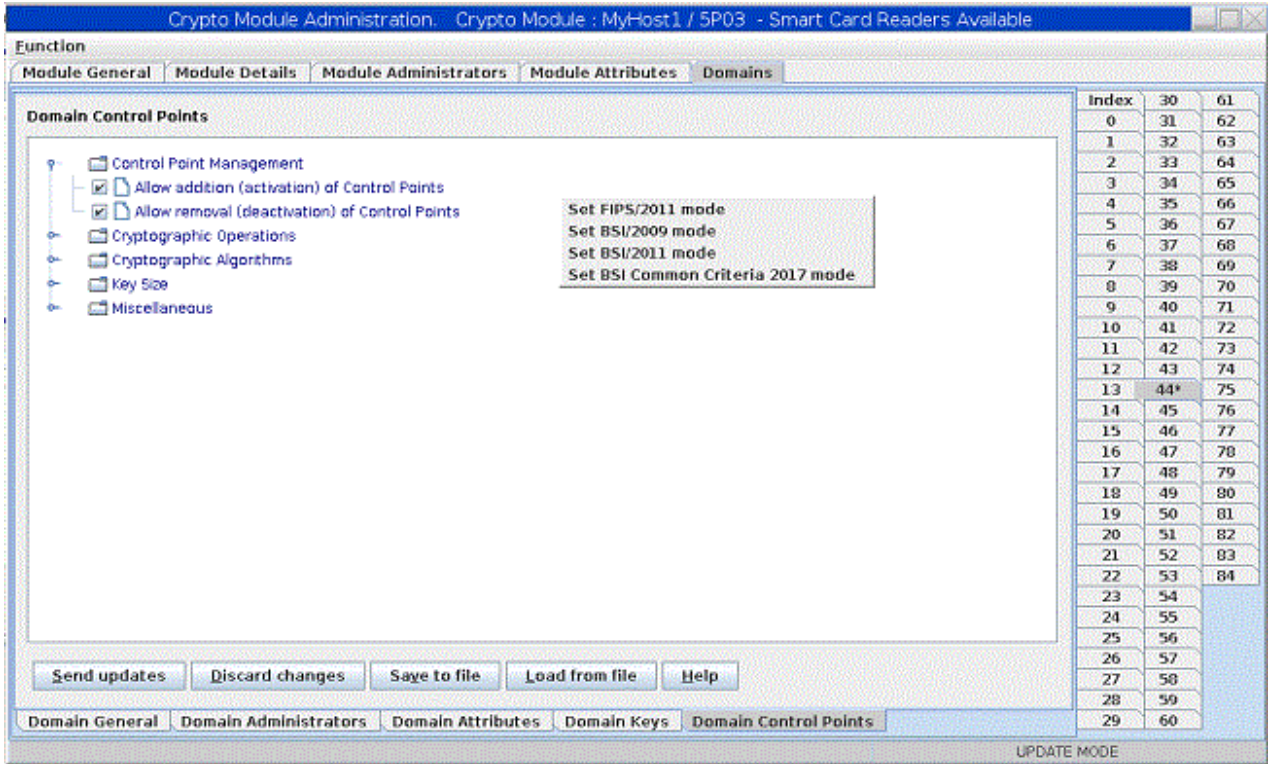 Crypto Module Administration. Crypto Module : MyHost1 / 5P03 - Smart Card Readers Available
Function
Module General Module Details Module Administrators Module Attributes Domains
Domain Control Points
Control Point Management
Allow addition (activation) of Control Points
Allow removal (deactivation) of Control Points
Cryptographic Operations
Cryptographic Algorithms
Key Size
Miscellaneous
Set FIPS/2011 mode
Set BSI/2009 mode
Set BSI/2011 mode
Set BSI Common Criteria 2017 mode
Index 30 61
0 31 62
1 32 63
2 33 64
3 34 65
4 35 66
5 36 67
6 37 68
7 38 69
8 39 70
9 40 71
10 41 72
11 42 73
12 43 74
13 44* 75
14 45 76
15 46 77
16 47 78
17 48 79
18 49 80
19 50 81
20 51 82
21 52 83
22 53 84
23 54
24 55
25 56
26 57
27 58
28 59
29 60
Send updates Discard changes Save to file Load from file Help
Domain General Domain Administrators Domain Attributes Domain Keys Domain Control Points
UPDATE MODE